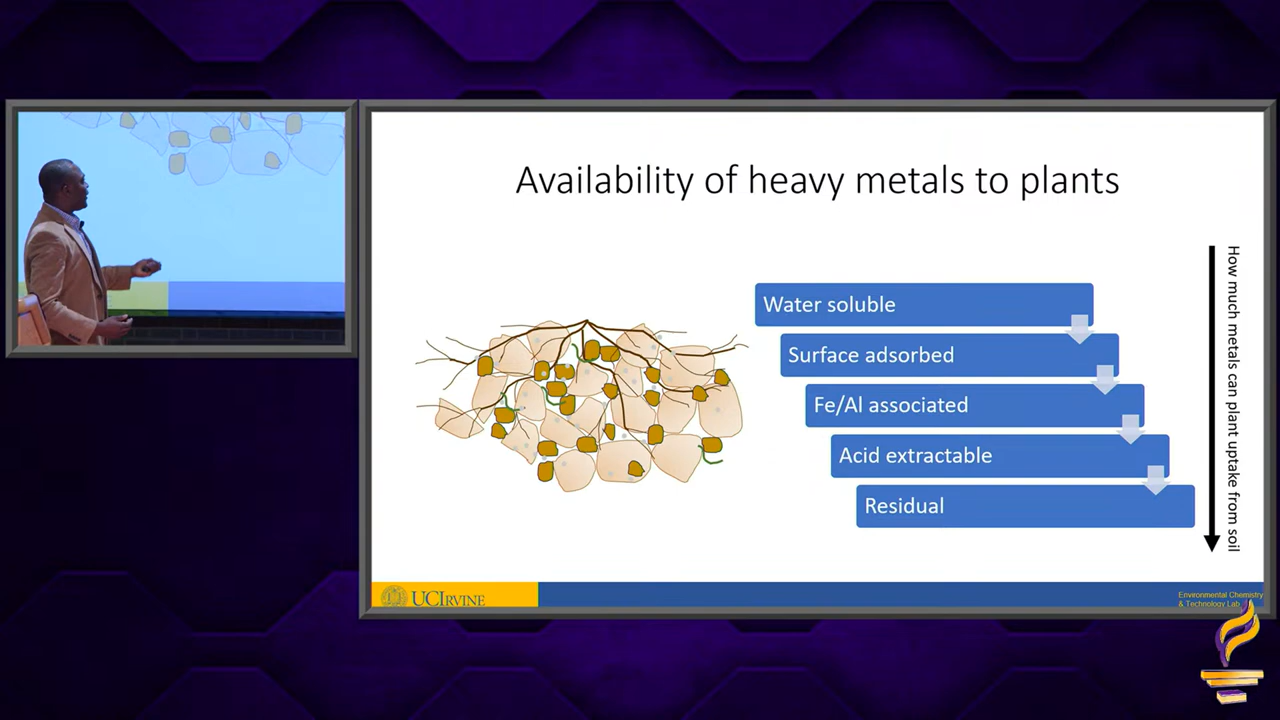 Availability of heavy metals to plants
Water soluble
Surface adsorbed
Fe/Al associated
Acid extractable
Residual
How much metals can plant uptake from soil
UCIRVINE
Environmental Chemistry
& Technology Lab